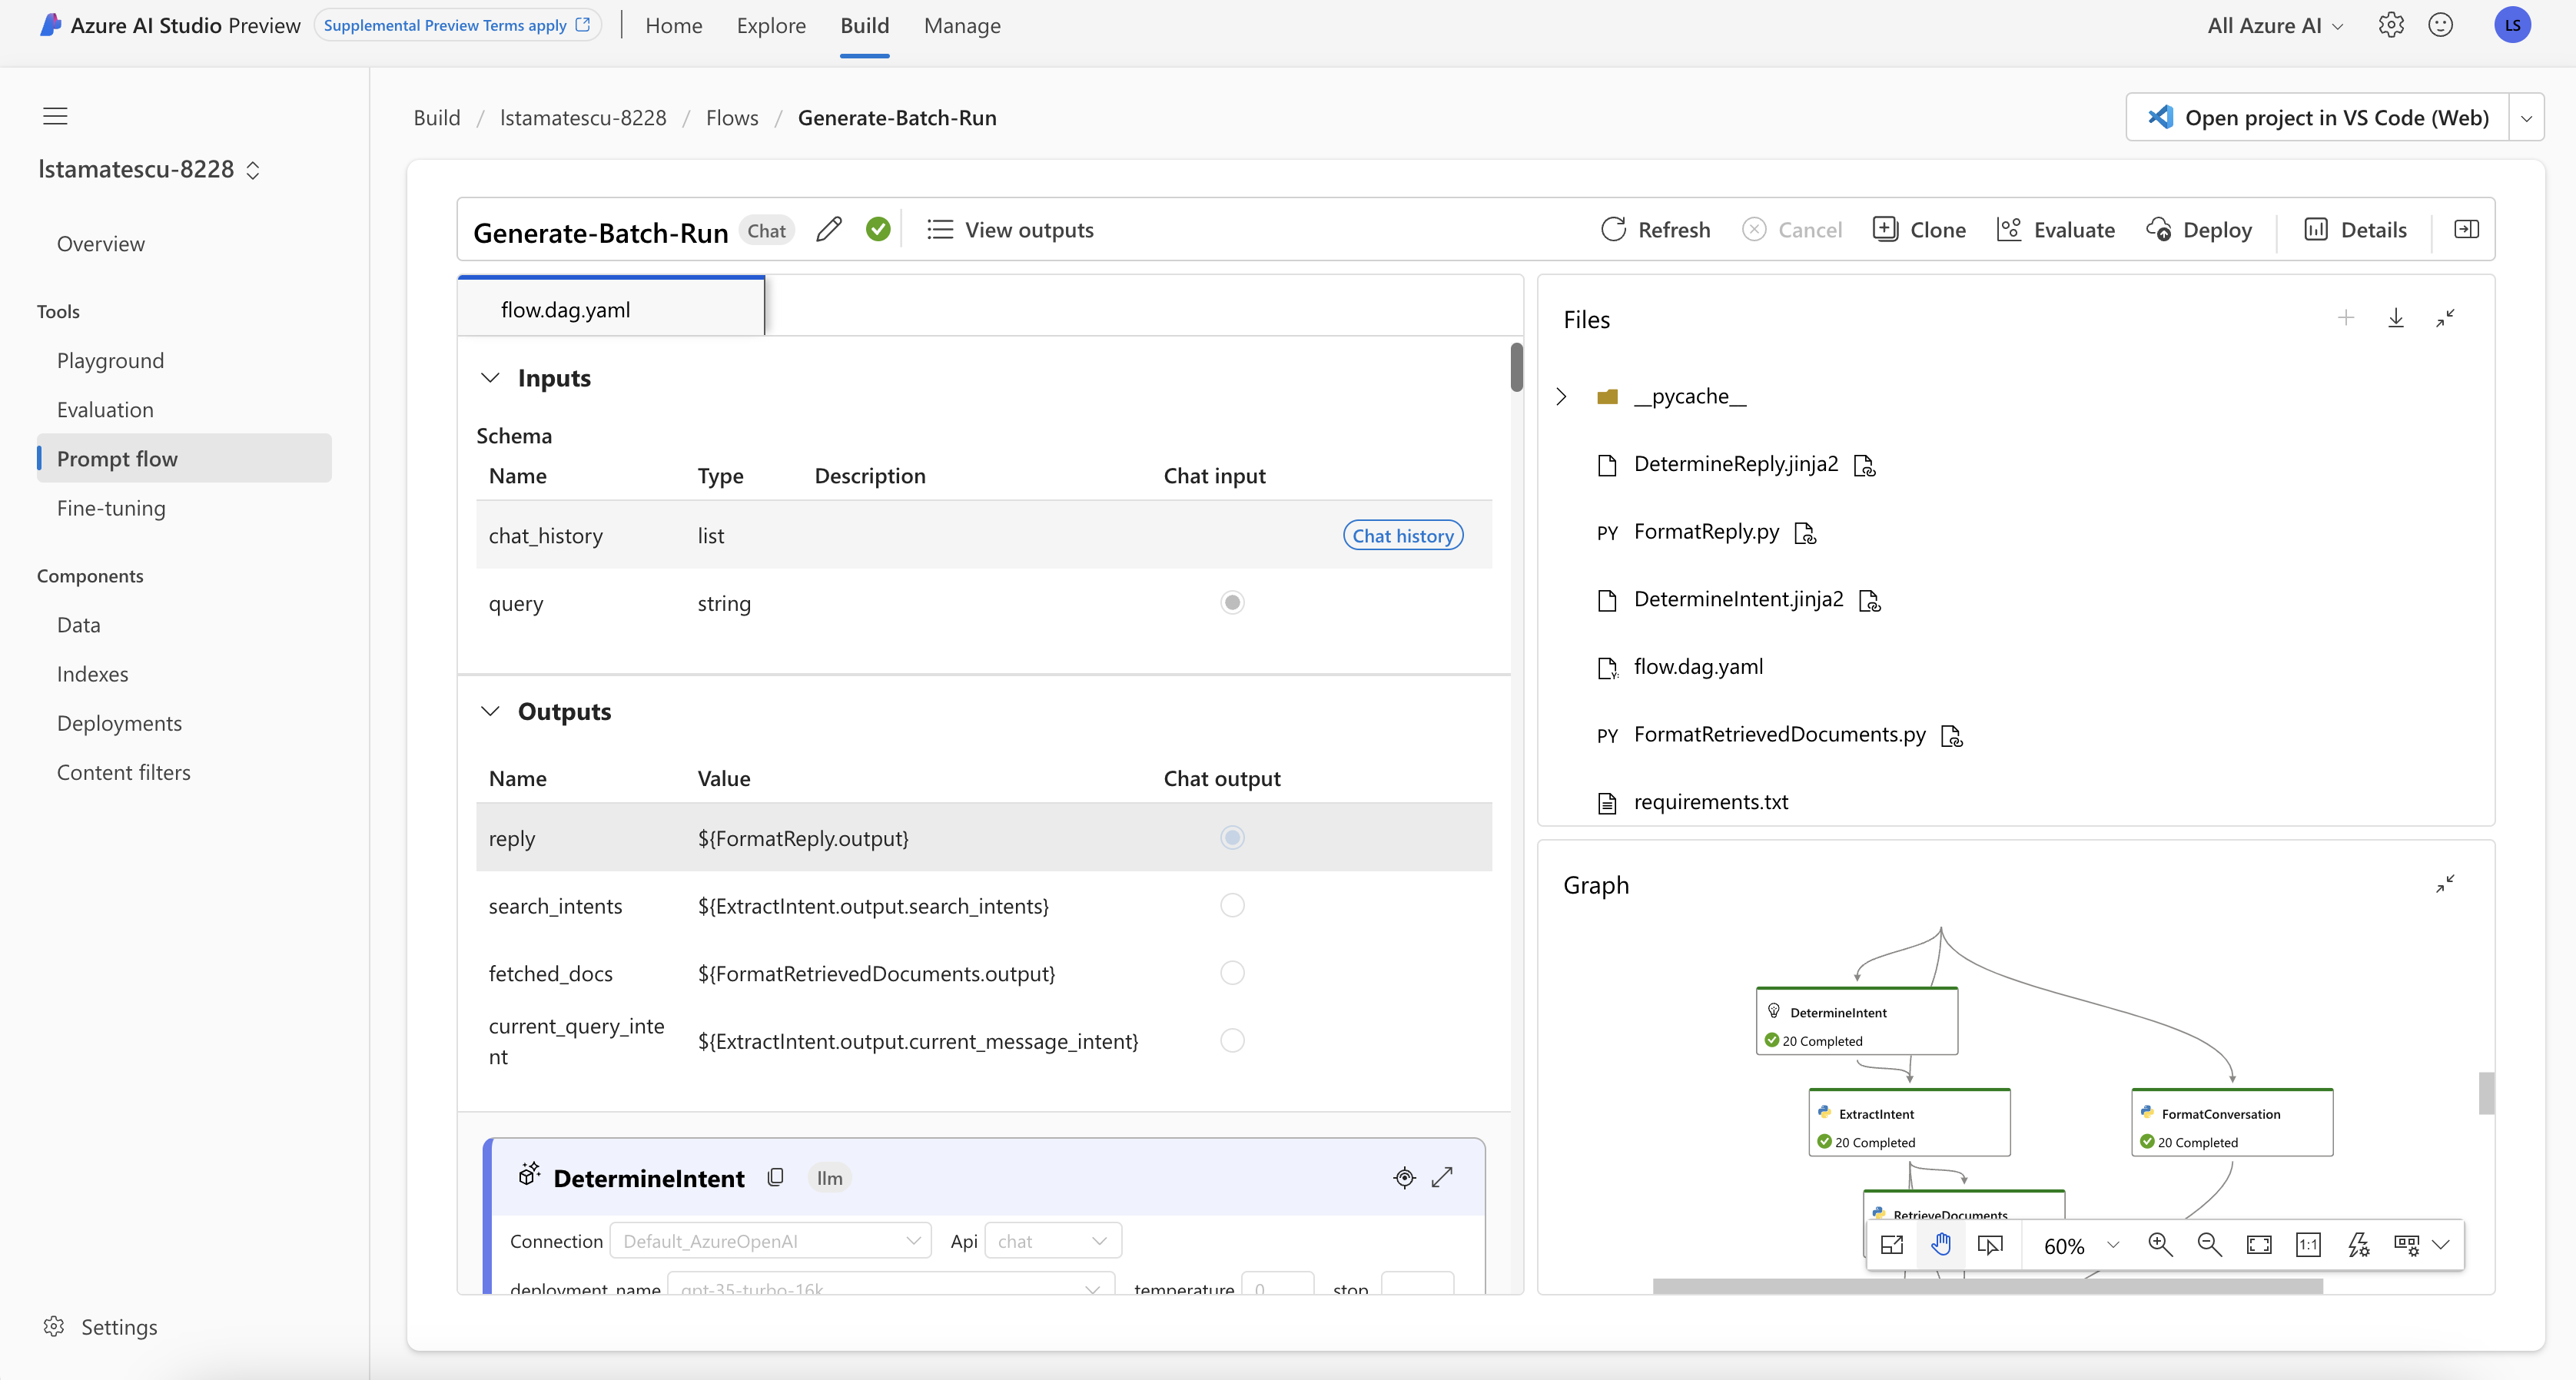 Azure AI Studio Preview
Supplemental Preview Terms apply
Home
Explore
Build
Manage
All Azure AI
LS
lstamatescu-8228
Overview
Tools
Playground
Evaluation
Prompt flow
Fine-tuning
Components
Data
Indexes
Deployments
Content filters
Settings
Build / lstamatescu-8228 / Flows / Generate-Batch-Run
Open project in VS Code (Web)
Generate-Batch-Run
Chat
View outputs
Refresh
Cancel
Clone
Evaluate
Deploy
Details
flow.dag.yaml
Inputs
Schema
Name Type Description Chat input
chat_history list Chat history
query string
Outputs
Name Value Chat output
reply ${FormatReply.output}
search_intents ${ExtractIntent.output.search_intents}
fetched_docs ${FormatRetrievedDocuments.output}
current_query_inte
nt
${ExtractIntent.output.current_message_intent}
DetermineIntent
llm
Connection Default_AzureOpenAI Api chat
deployment_name gpt-35-turbo-16k temperature 0 stop
Files
__pycache__
DetermineReply.jinja2
PY FormatReply.py
DetermineIntent.jinja2
flow.dag.yaml
PY FormatRetrievedDocuments.py
requirements.txt
Graph
DetermineIntent
20 Completed
ExtractIntent
20 Completed
FormatConversation
20 Completed
RetrieveDocuments
60%
1:1